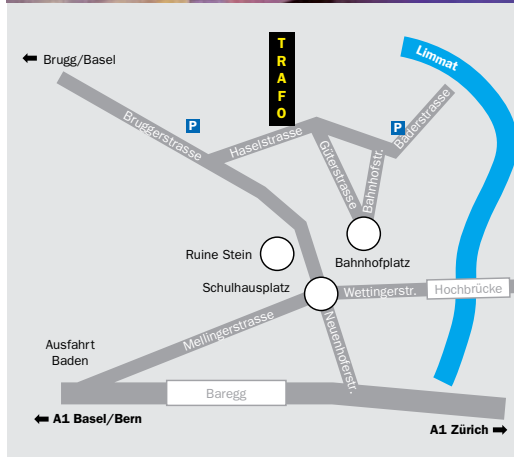 Brugg/Basel
TRAFO
Limmat
P
P
Bruggerstrasse
Haselstrasse
Güterstrasse
Bahnhofstr.
Bäderstrasse
Ruine Stein
Bahnhofplatz
Schulhausplatz
Wettingerstr.
Hochbrücke
Mellingerstrasse
Neuenhoferstr.
Ausfahrt
Baden
Baregg
A1 Basel/Bern
A1 Zürich